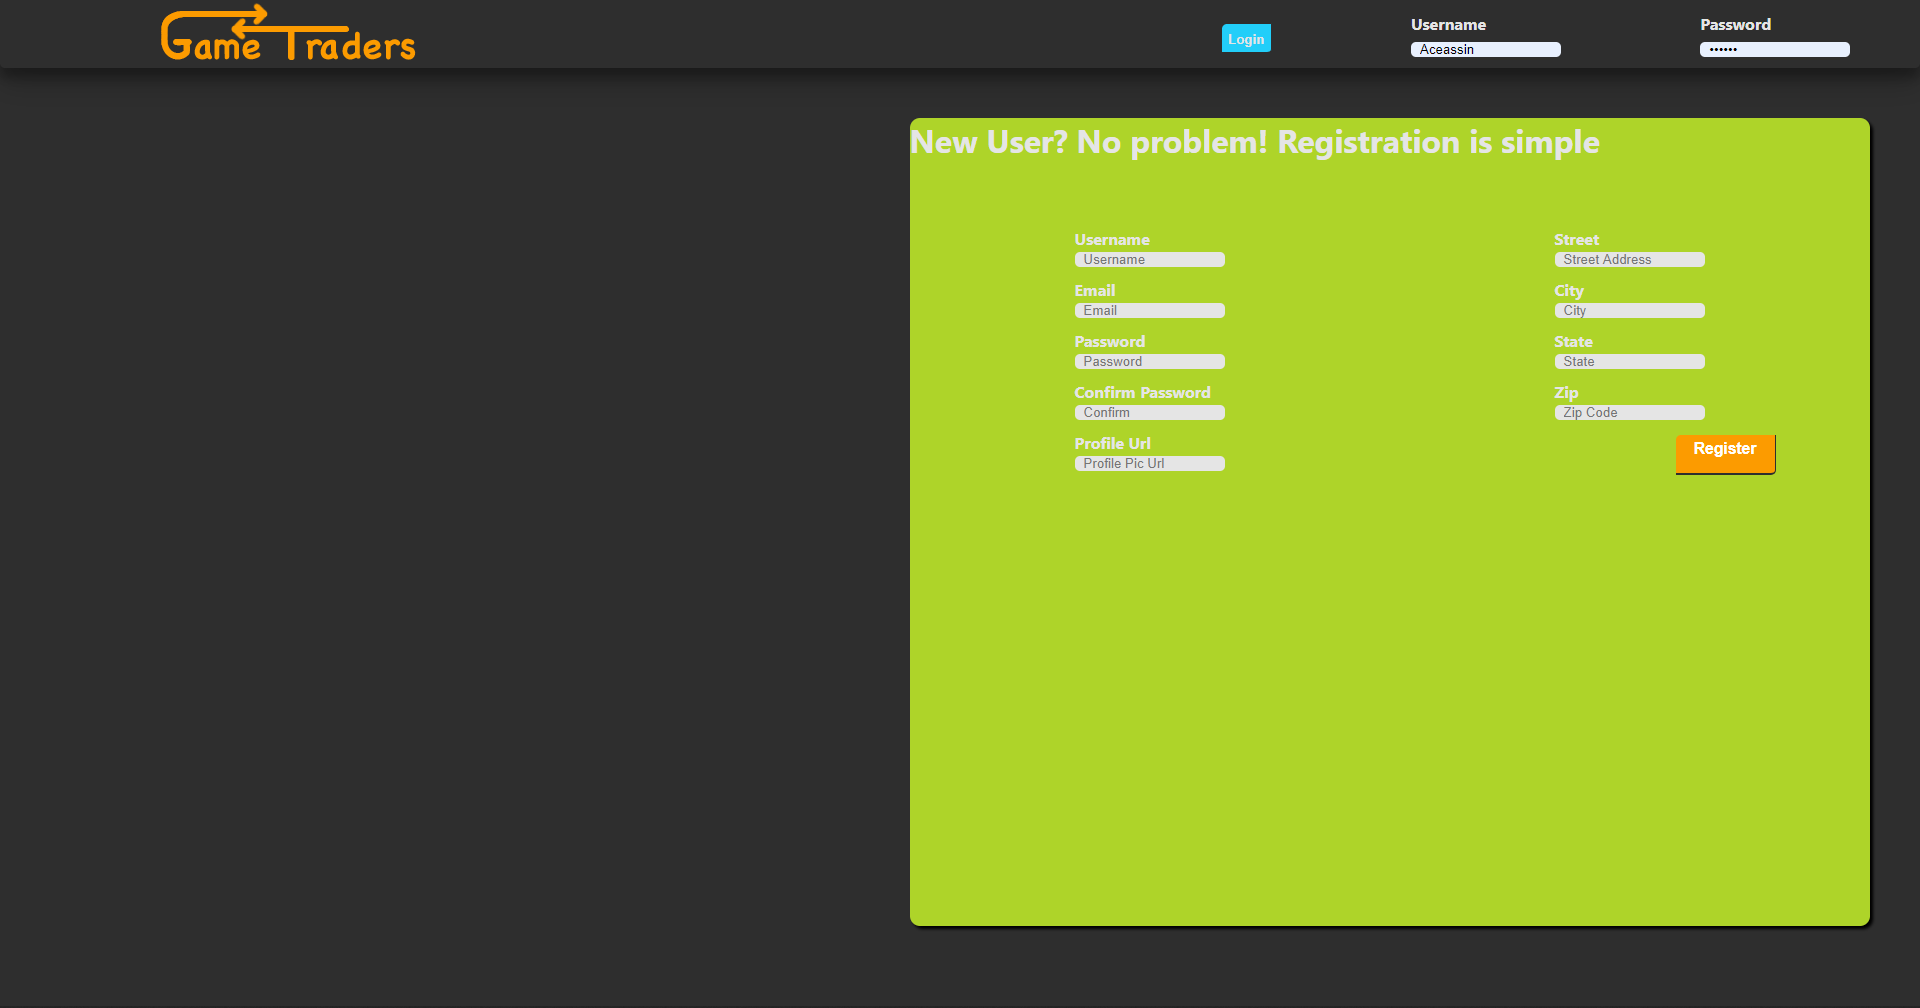 Game Traders
Login
Username
Aceassin
Password
••••••
New User? No problem! Registration is simple
Username
Username
Email
Email
Password
Password
Confirm Password
Confirm
Profile Url
Profile Pic Url
Street
Street Address
City
City
State
State
Zip
Zip Code
Register